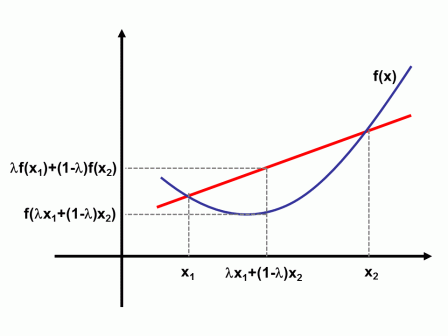 f(x)
λf(x₁)+(1-λ)f(x₂)
f(λx₁+(1-λ)x₂)
x₁
λx₁+(1-λ)x₂
x₂